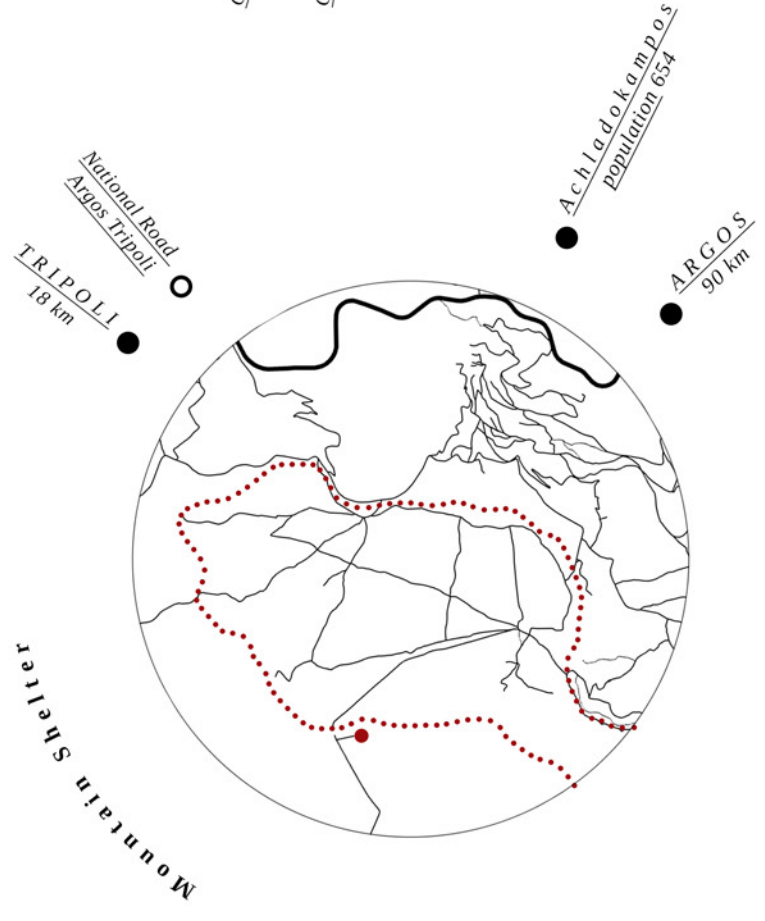 Achladokampos
population 654
National Road
Argos Tripoli
TRIPOLI
18 km
ARGOS
90 km
Mountain Shelter